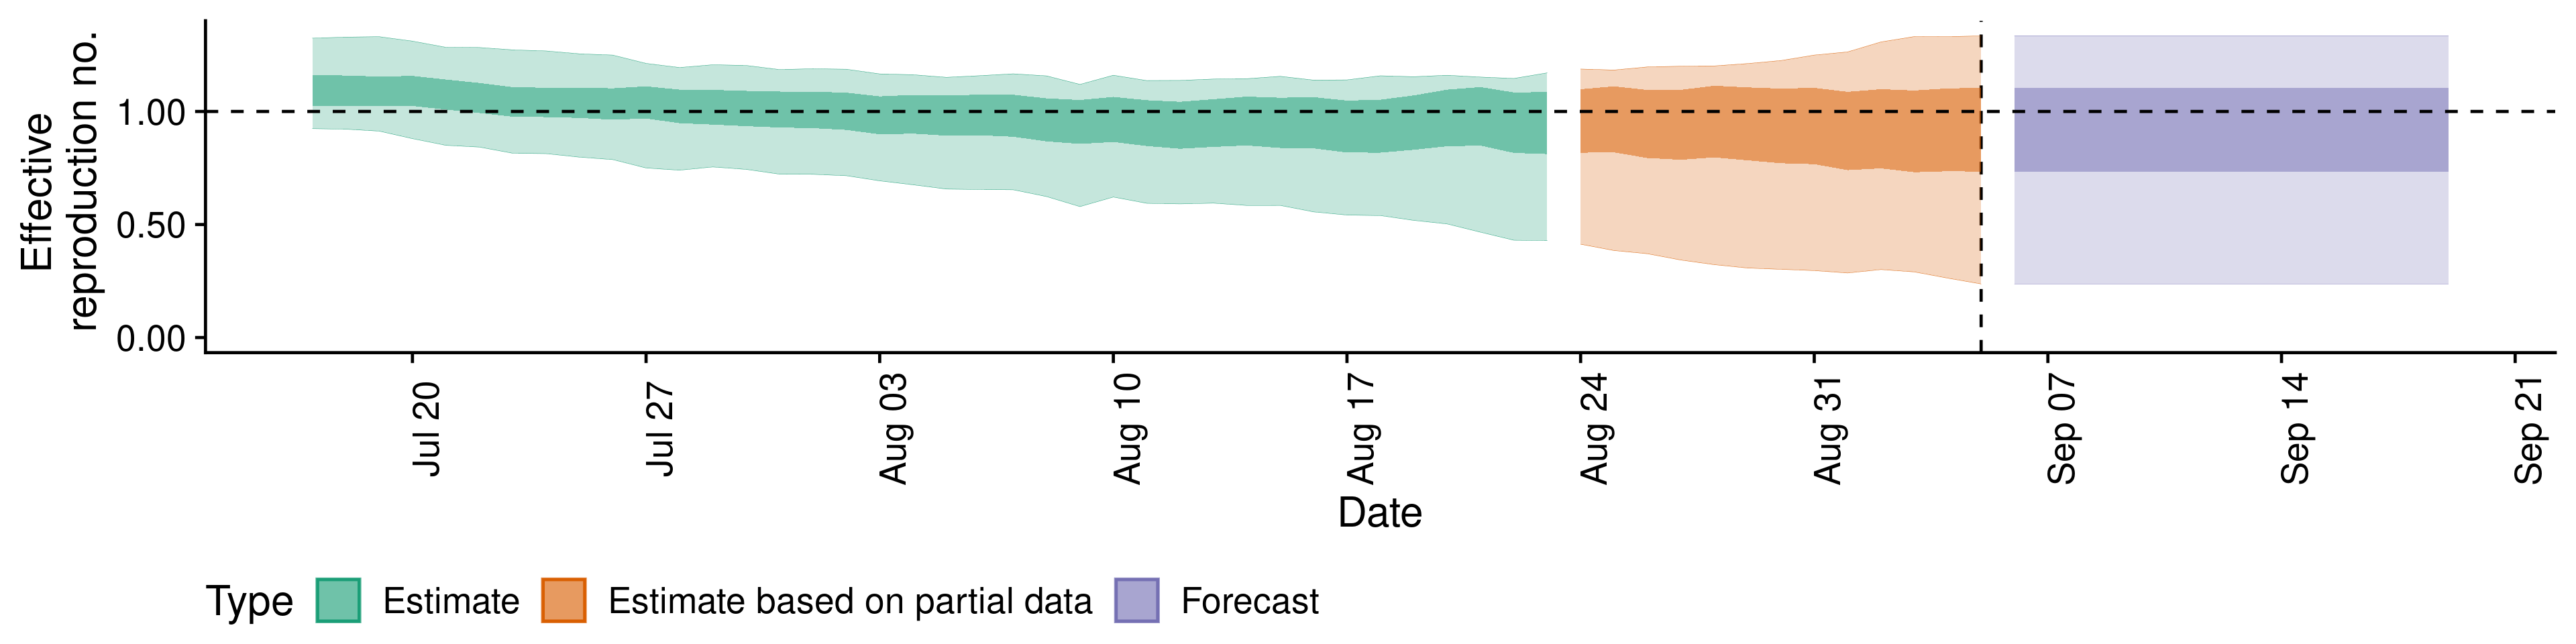 Effective
reproduction no.
1.00
0.50
0.00
Jul 20
Jul 27
Aug 03
Aug 10
Aug 17
Aug 24
Aug 31
Sep 07
Sep 14
Sep 21
Date
Type Estimate Estimate based on partial data Forecast